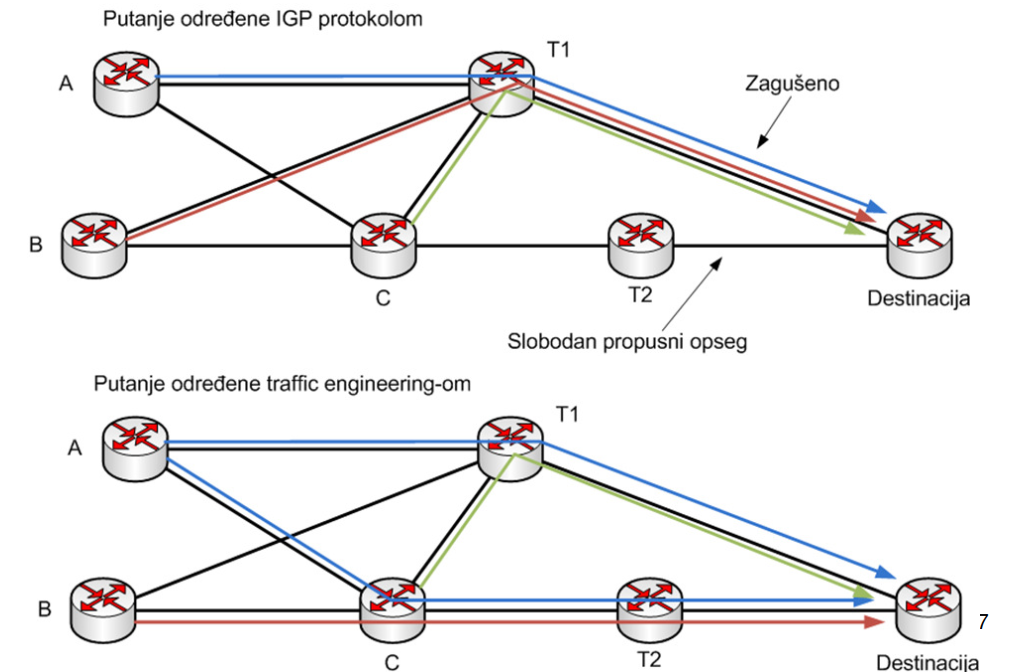 Putanje određene IGP protokolom
T1
A
Zagušeno
B
C
T2
Destinacija
Slobodan propusni opseg
Putanje određene traffic engineering-om
T1
A
B
7
C
T2
Destinacija